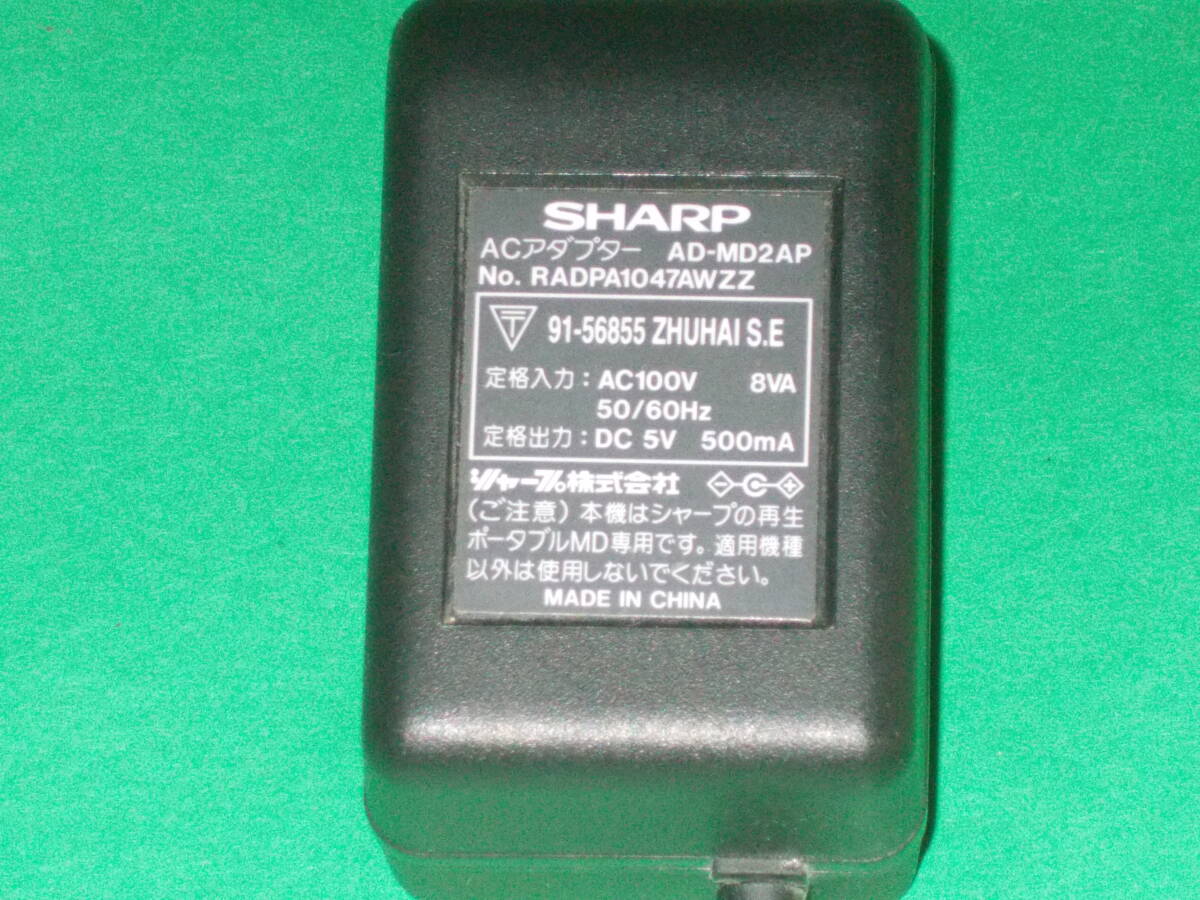 SHARP
ACアダプター AD-MD2AP
No. RADPA1047AWZZ
〒 91-56855 ZHUHAI S.E
定格入力：AC100V 8VA
50/60Hz
定格出力：DC 5V 500mA
シャープ株式会社
（ご注意）本機はシャープの再生
ポータブルMD専用です。適用機種
以外は使用しないでください。
MADE IN CHINA